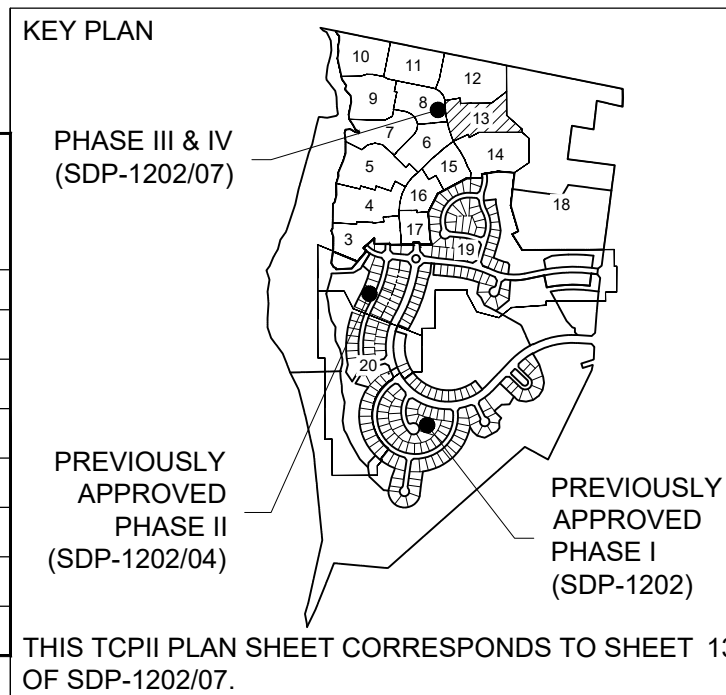 KEY PLAN
10
11
12
9
8
13
PHASE III & IV
(SDP-1202/07)
7
6
14
5
15
16
4
18
3
17
19
20
PREVIOUSLY
APPROVED
PHASE II
(SDP-1202/04)
PREVIOUSLY
APPROVED
PHASE I
(SDP-1202)
THIS TCPII PLAN SHEET CORRESPONDS TO SHEET 13
OF SDP-1202/07.